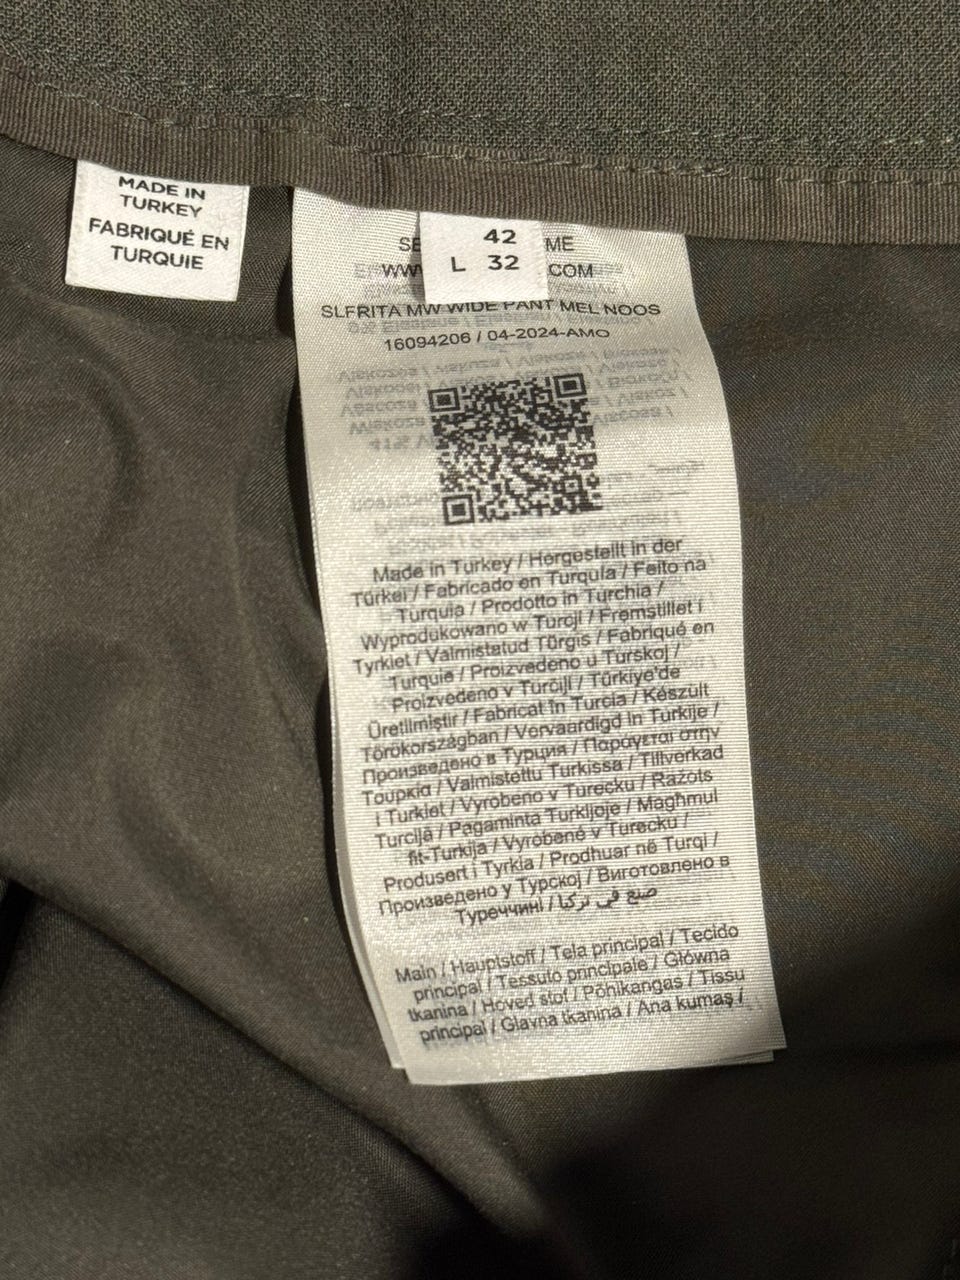 MADE IN
TURKEY
FABRIQUÉ EN
TURQUIE
42
L 32
SE ME
WWW .COM
SLFRITA MW WIDE PANT MEL NOOS
16094206 / 04-2024-AMO
Made in Turkey / Hergestellt in der
Türkei / Fabricado en Turquía / Feito na
Turquia / Prodotto in Turchia /
Wyprodukowano w Turcji / Fremstillet i
Tyrkiet / Valmistatud Türgis / Fabriqué en
Turquie / Proizvedeno u Turskoj /
Proizvedeno v Turčiji / Türkiye'de
Üretilmiştir / Fabricat în Turcia / Készült
Törökországban / Vervaardigd in Turkije /
Произведено в Турция / Παραγεται στην
Τουρκία / Valmistettu Turkissa / Tillverkad
i Turkiet / Vyrobeno v Turecku / Ražots
Turcijā / Pagaminta Turkijoje / Maghmul
fit-Turkija / Vyrobené v Turecku /
Produsert i Tyrkia / Prodhuar në Turqi /
Произведено у Турској / Виготовлено в
Туреччині / صنع في تركيا
Main / Hauptstoff / Tela principal / Tecido
principal / Tessuto principale / Główna
tkanina / Hoved stof / Põhikangas / Tissu
principal / Glavna tkanina / Ana kumaş /